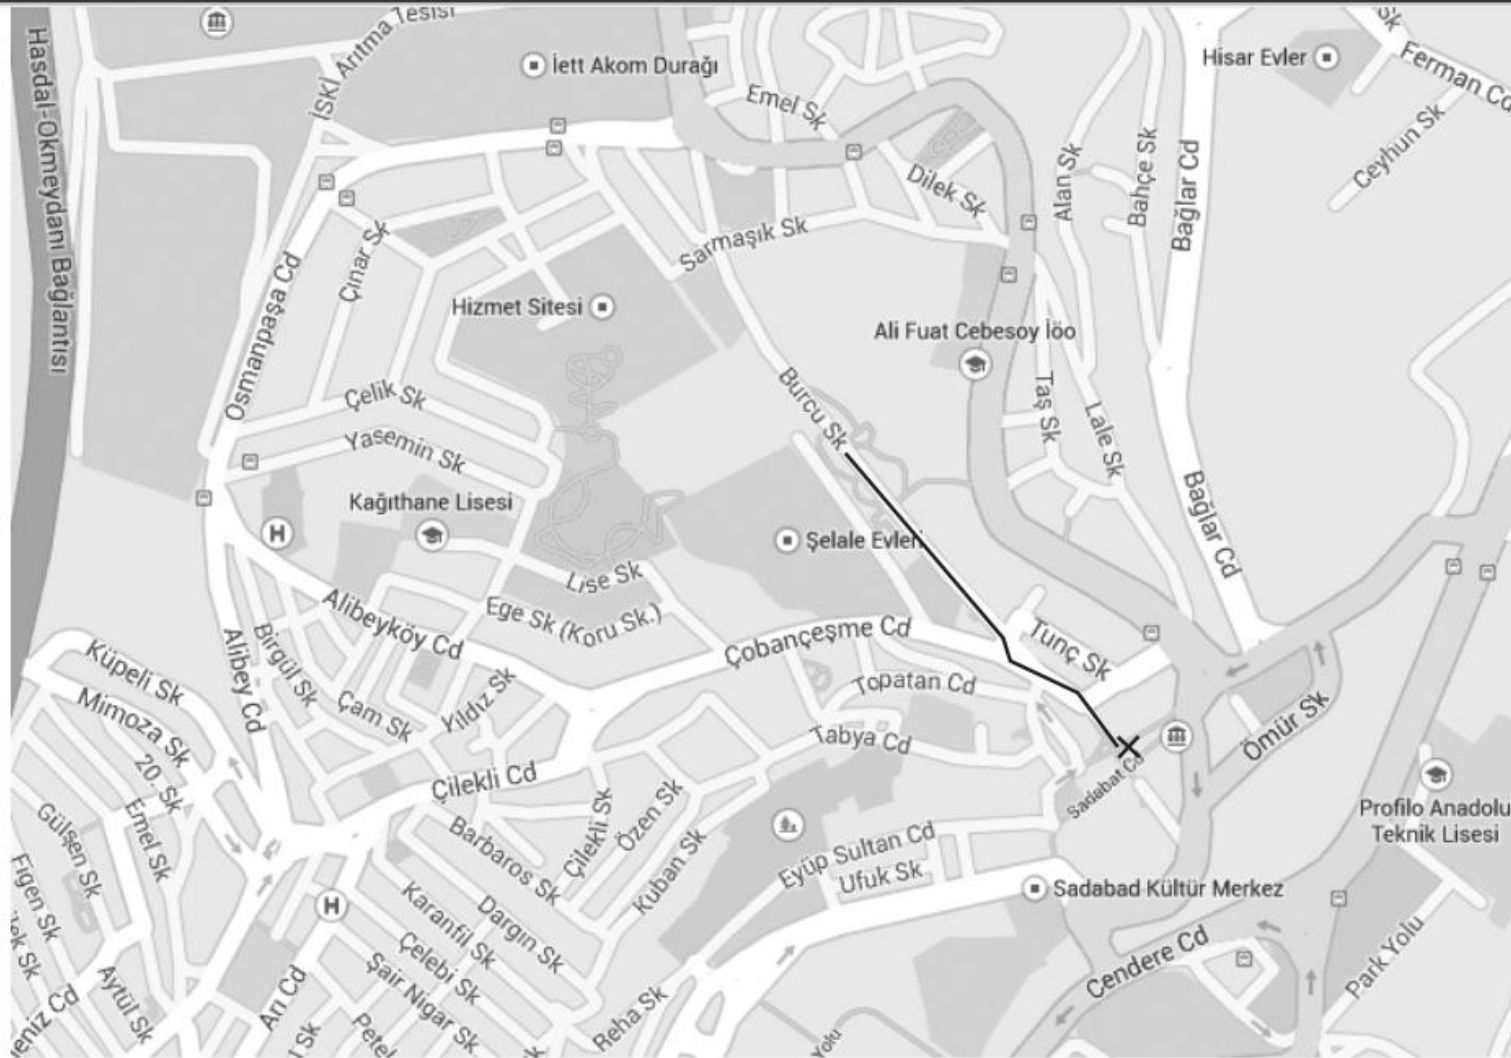 Tesisi
İSKİ Arıtma
Hasdal-Okmeydanı Bağlantısı
İett Akom Durağı
Emel Sk
Hisar Evler
Sk
Ferman Cd
Ceyhun Sk
Alan Sk
Bahçe Sk
Bağlar Cd
Dilek Sk
Sarmaşık Sk
Çınar Sk
Osmanpaşa Cd
Hizmet Sitesi
Ali Fuat Cebesoy İöo
Burcu Sk
Taş Sk
Lale Sk
Çelik Sk
Yasemin Sk
Kağıthane Lisesi
Bağlar Cd
Şelale Evleri
Lise Sk
Ege Sk (Koru Sk.)
Alibeyköy Cd
Çobançeşme Cd
Tunç Sk
Birgül Sk
Alibey Cd
Küpeli Sk
Mimoza Sk
Çam Sk
Yıldız Sk
Topatan Cd
Tabya Cd
Ömür Sk
20. Sk
Çilekli Cd
Sadabat Cd
Profilo Anadolu
Teknik Lisesi
Emel Sk
Gülşen Sk
Barbaros Sk
Çilekli Sk
Özen Sk
Kuban Sk
Eyüp Sultan Cd
Ufuk Sk
Sadabad Kültür Merkez
Figen Sk
Karanfil Sk
Dargın Sk
Çelebi Sk
Şair Nigar Sk
Cendere Cd
Park Yolu
Sk
Aytül Sk
Arı Cd
Sk
Petel
Sk
Reha Sk
Yolu
Cd